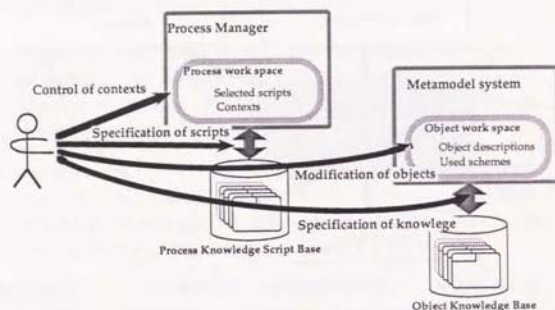 Process Manager
Process work space
Selected scripts
Contexts
Control of contexts
Specification of scripts
Metamodel system
Object work space
Object descriptions
Used schemes
Modification of objects
Specification of knowlege
Process Knowledge Script Base
Object Knowledge Base